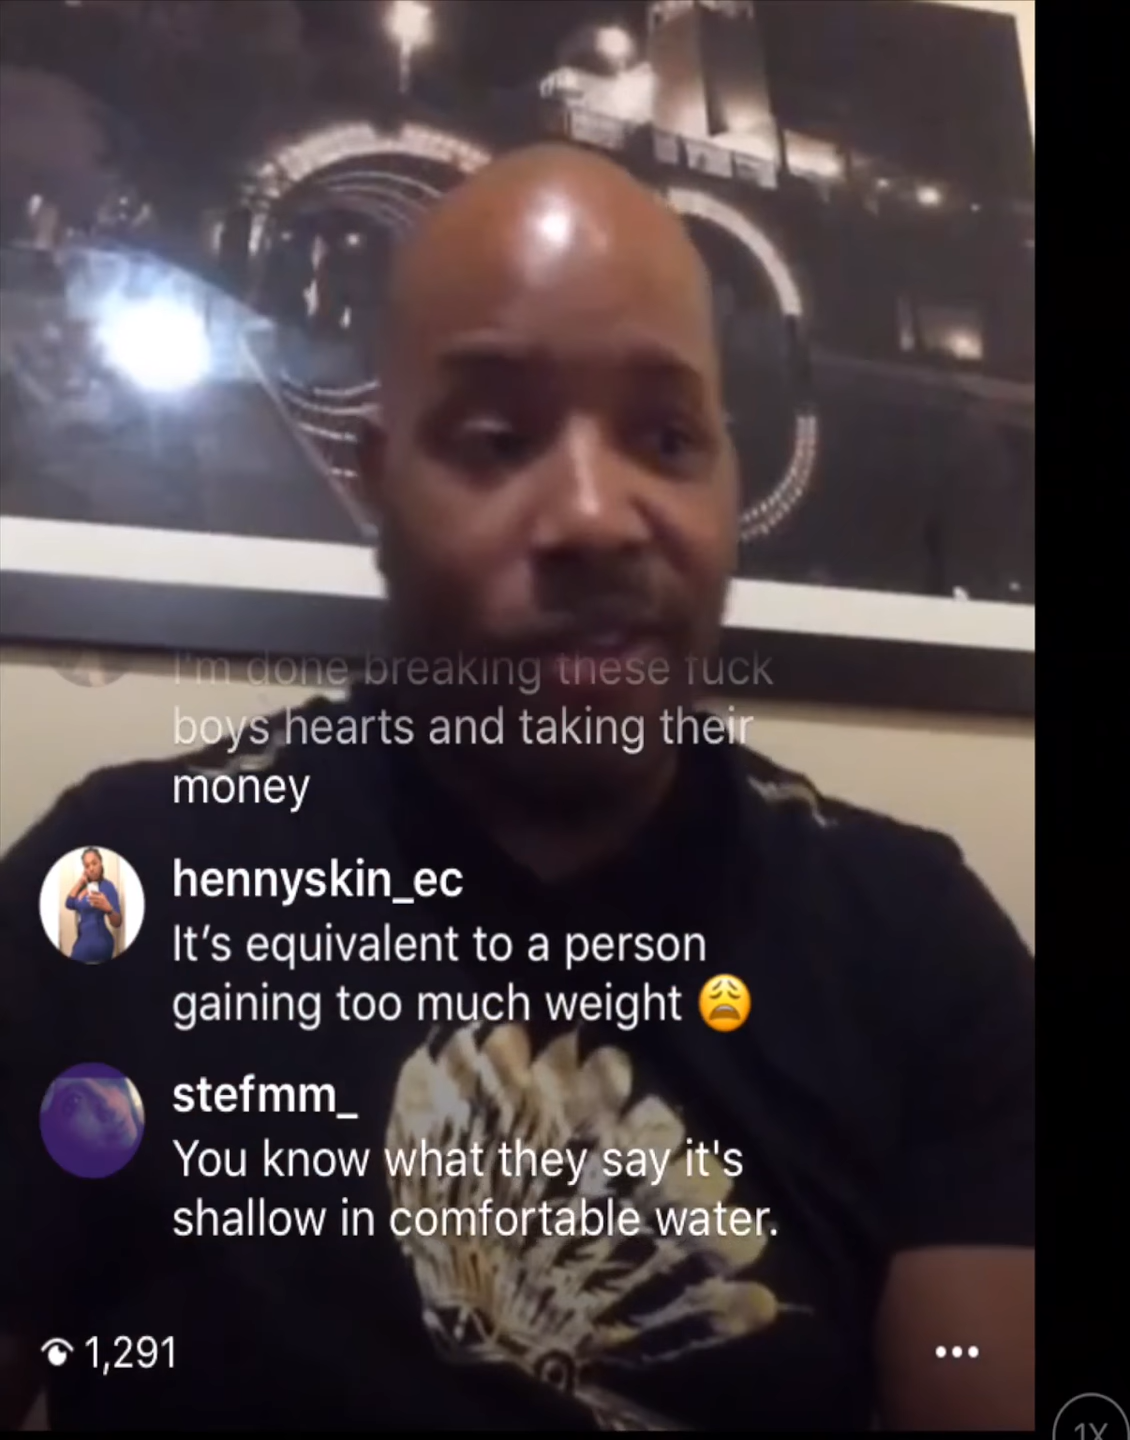 I'm done breaking these fuck
boys hearts and taking their
money
hennyskin_ec
It's equivalent to a person
gaining too much weight 😩
stefmm_
You know what they say it's
shallow in comfortable water.
1,291
1X